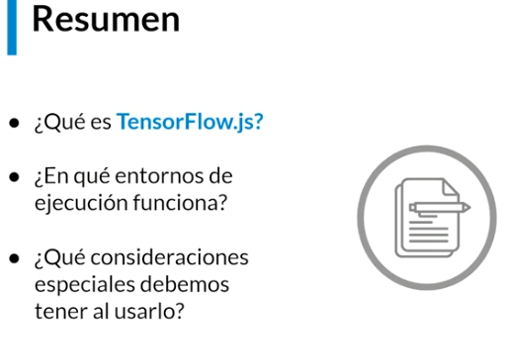 Resumen
● ¿Qué es TensorFlow.js?
● ¿En qué entornos de
ejecución funciona?
● ¿Qué consideraciones
especiales debemos
tener al usarlo?